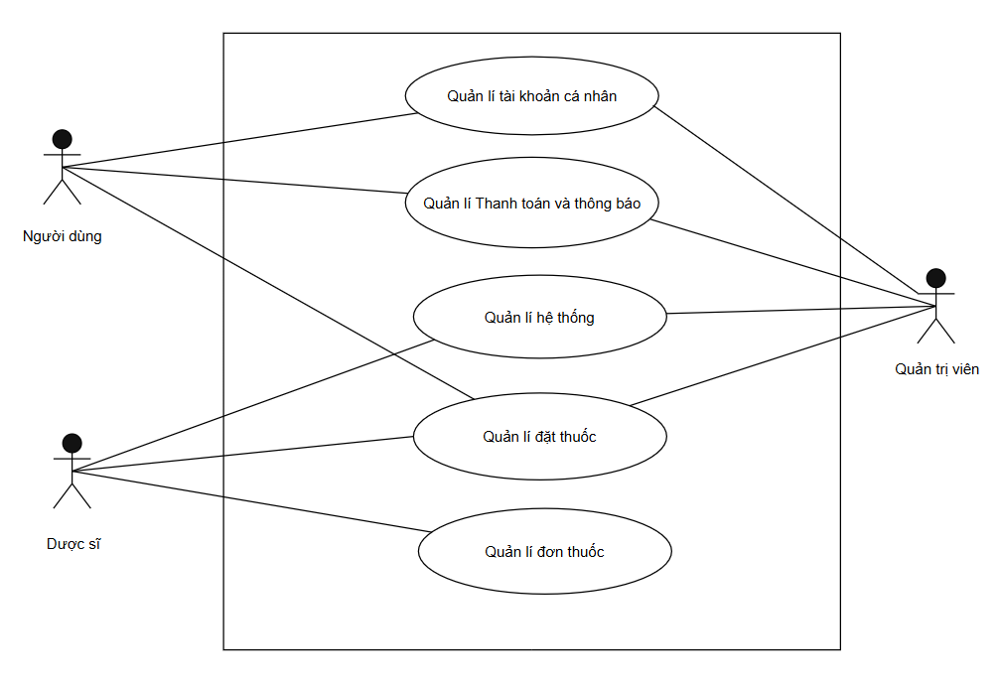 Quản lí tài khoản cá nhân
Quản lí Thanh toán và thông báo
Người dùng
Quản lí hệ thống
Quản trị viên
Quản lí đặt thuốc
Dược sĩ
Quản lí đơn thuốc